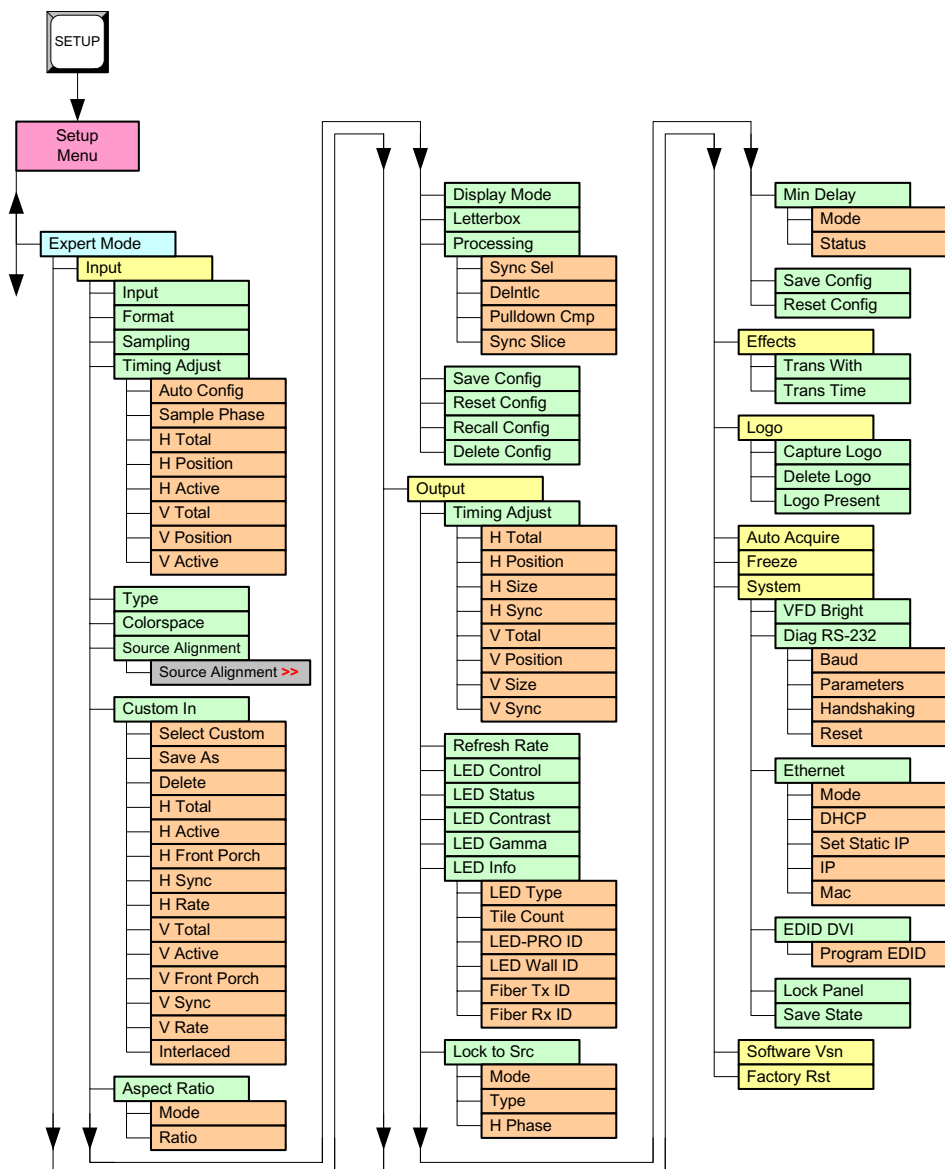 SETUP
Setup
Menu
Expert Mode
Input
Input
Format
Sampling
Timing Adjust
Auto Config
Sample Phase
H Total
H Position
H Active
V Total
V Position
V Active
Type
Colorspace
Source Alignment
Source Alignment >>
Custom In
Select Custom
Save As
Delete
H Total
H Active
H Front Porch
H Sync
H Rate
V Total
V Active
V Front Porch
V Sync
V Rate
Interlaced
Aspect Ratio
Mode
Ratio
Display Mode
Letterbox
Processing
Sync Sel
DeIntlc
Pulldown Cmp
Sync Slice
Save Config
Reset Config
Recall Config
Delete Config
Output
Timing Adjust
H Total
H Position
H Size
H Sync
V Total
V Position
V Size
V Sync
Refresh Rate
LED Control
LED Status
LED Contrast
LED Gamma
LED Info
LED Type
Tile Count
LED-PRO ID
LED Wall ID
Fiber Tx ID
Fiber Rx ID
Lock to Src
Mode
Type
H Phase
Min Delay
Mode
Status
Save Config
Reset Config
Effects
Trans With
Trans Time
Logo
Capture Logo
Delete Logo
Logo Present
Auto Acquire
Freeze
System
VFD Bright
Diag RS-232
Baud
Parameters
Handshaking
Reset
Ethernet
Mode
DHCP
Set Static IP
IP
Mac
EDID DVI
Program EDID
Lock Panel
Save State
Software Vsn
Factory Rst